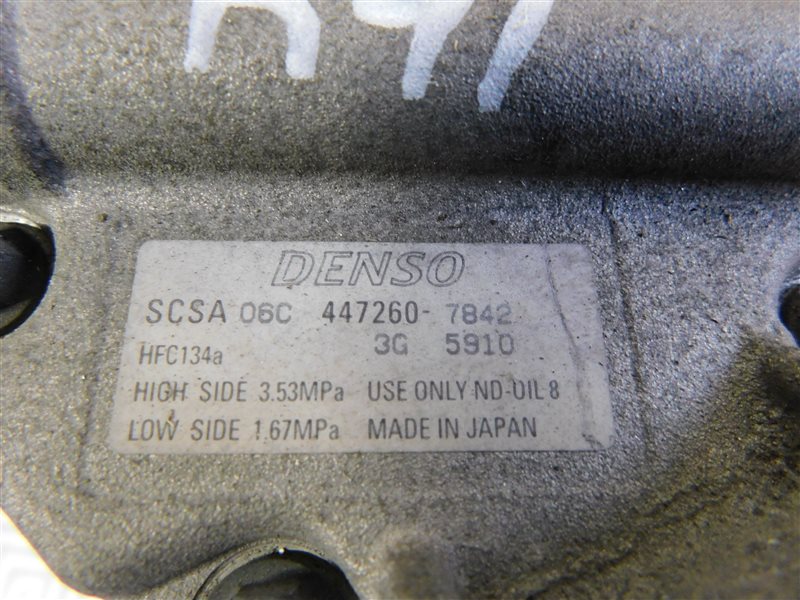 DENSO
SCSA 06C 447260-7842
HFC134a 3G 5910
HIGH SIDE 3.53MPa USE ONLY ND-OIL 8
LOW SIDE 1.67MPa MADE IN JAPAN